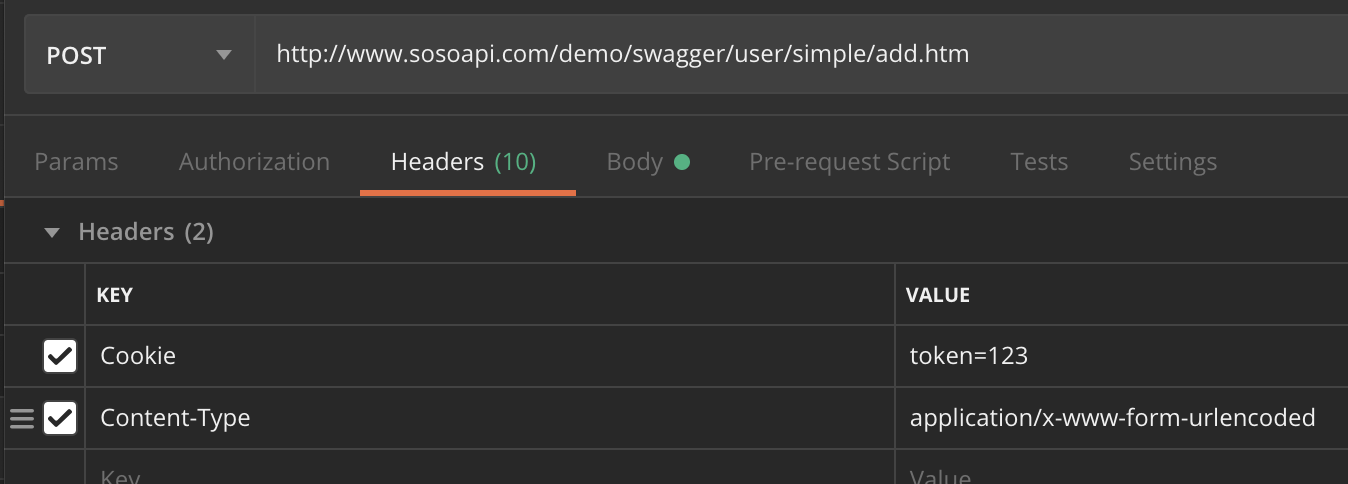 POST http://www.sosoapi.com/demo/swagger/user/simple/add.htm
Params Authorization Headers (10) Body Pre-request Script Tests Settings
Headers (2)
KEY VALUE
Cookie token=123
Content-Type application/x-www-form-urlencoded
Key Value